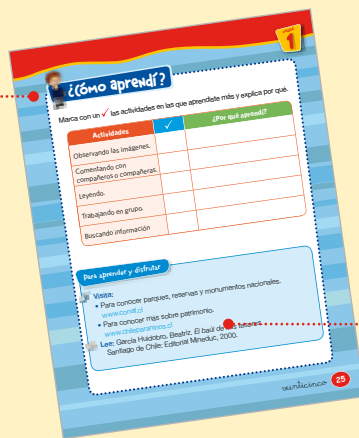 UNIDAD
1
¿Cómo aprendí?
Marca con un ✓ las actividades en las que aprendiste más y explica por qué.
Actividades ✓ ¿Por qué aprendí?
Observando las imágenes.
Comentando con
compañeros o compañeras.
Leyendo.
Trabajando en grupo.
Buscando información
Para aprender y disfrutar
Visita:
• Para conocer parques, reservas y monumentos nacionales.
www.conaf.cl
• Para conocer más sobre patrimonio.
www.chileparaninos.cl
Lee: García Huidobro, Beatriz. El baúl de los tesoros.
Santiago de Chile: Editorial Mineduc, 2000.
veinticinco 25